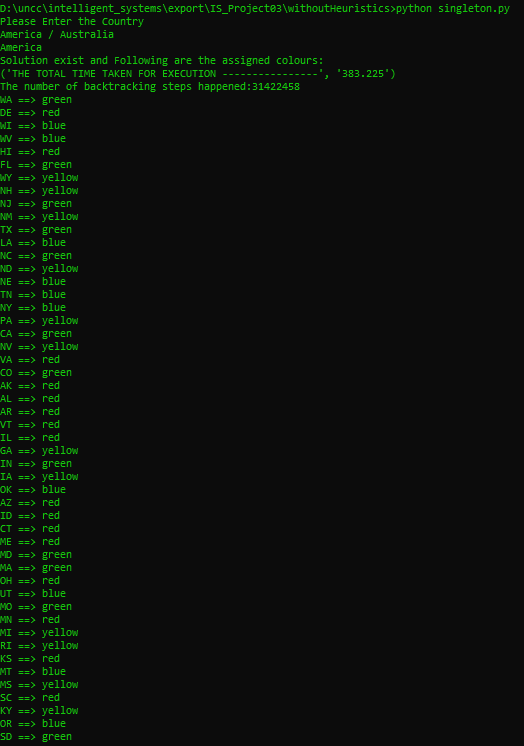 D:\uncc\intelligent_systems\export\IS_Project03\withoutHeuristics>python singleton.py
Please Enter the Country
America / Australia
America
Solution exist and Following are the assigned colours:
('THE TOTAL TIME TAKEN FOR EXECUTION ----------------', '383.225')
The number of backtracking steps happened:31422458
WA ==> green
DE ==> red
WI ==> blue
WV ==> blue
HI ==> red
FL ==> green
WY ==> yellow
NH ==> yellow
NJ ==> green
NM ==> yellow
TX ==> green
LA ==> blue
NC ==> green
ND ==> yellow
NE ==> blue
TN ==> blue
NY ==> blue
PA ==> yellow
CA ==> green
NV ==> yellow
VA ==> red
CO ==> green
AK ==> red
AL ==> red
AR ==> red
VT ==> red
IL ==> red
GA ==> yellow
IN ==> green
IA ==> yellow
OK ==> blue
AZ ==> red
ID ==> red
CT ==> red
ME ==> red
MD ==> green
MA ==> green
OH ==> red
UT ==> blue
MO ==> green
MN ==> red
MI ==> yellow
RI ==> yellow
KS ==> red
MT ==> blue
MS ==> yellow
SC ==> red
KY ==> yellow
OR ==> blue
SD ==> green